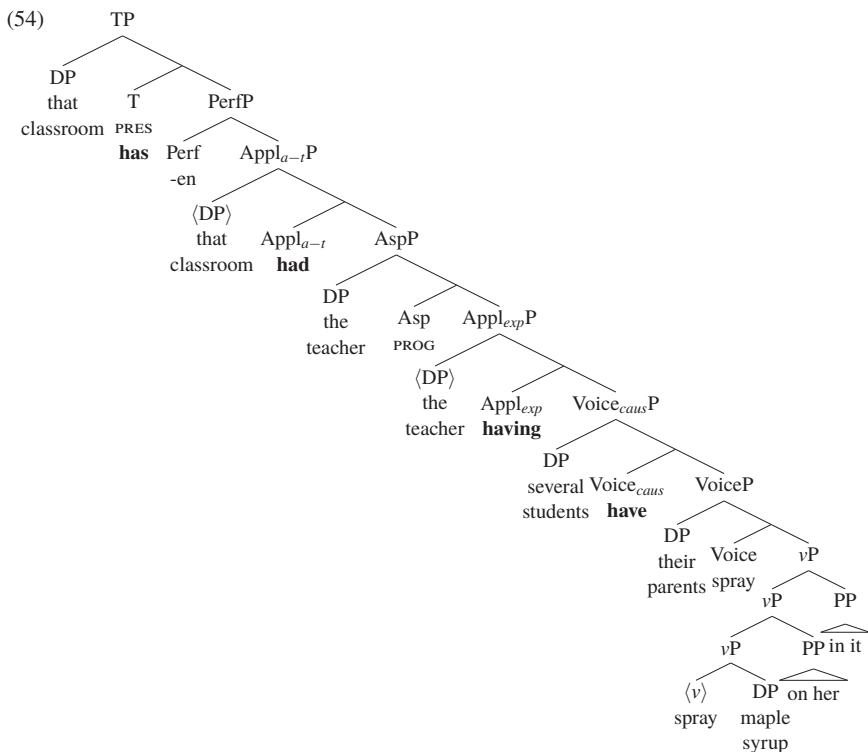 (54) TP
DP
that T PerfP
classroom PRES
has Perf Appl_{a−t}P
-en
⟨DP⟩
that Appl_{a−t} AspP
classroom had
DP
the Asp Appl_{exp}P
teacher PROG
⟨DP⟩
the Appl_{exp} Voice_{caus}P
teacher having
DP
several Voice_{caus} VoiceP
students have
DP
their Voice vP
parents spray
vP PP
vP PP in it
⟨v⟩ DP on her
spray maple
syrup